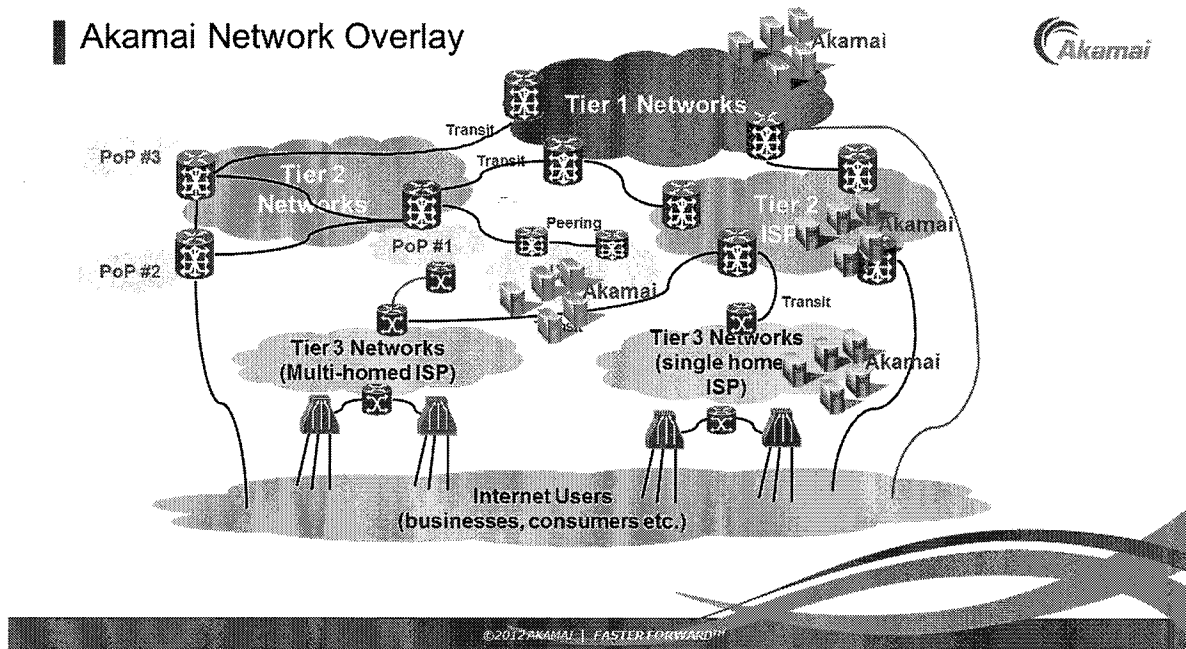 Akamai Network Overlay
Akamai
Akamai
Tier 1 Networks
Transit
PoP #3
Transit
Tier 2
Networks
Tier 2
ISP
Akamai
Peering
PoP #1
PoP #2
Akamai
Transit
Tier 3 Networks
(Multi-homed ISP)
Tier 3 Networks
(single home
ISP)
Akamai
Internet Users
(businesses, consumers etc.)
©2012 AKAMAI | FASTER FORWARD™